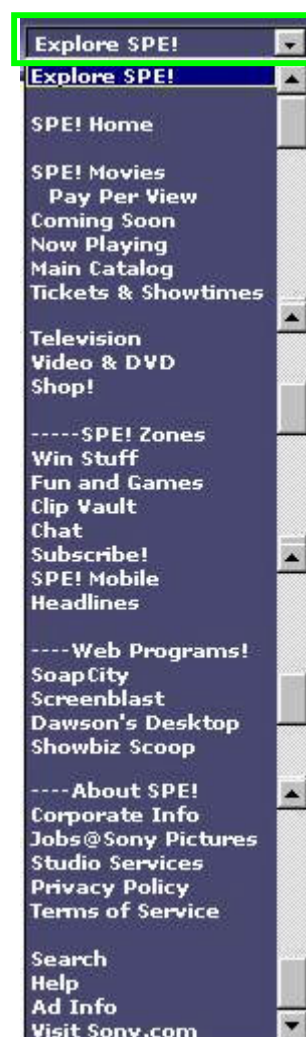 Explore SPE!
Explore SPE!
SPE! Home
SPE! Movies
Pay Per View
Coming Soon
Now Playing
Main Catalog
Tickets & Showtimes
Television
Video & DVD
Shop!
-----SPE! Zones
Win Stuff
Fun and Games
Clip Vault
Chat
Subscribe!
SPE! Mobile
Headlines
----Web Programs!
SoapCity
Screenblast
Dawson's Desktop
Showbiz Scoop
----About SPE!
Corporate Info
Jobs@Sony Pictures
Studio Services
Privacy Policy
Terms of Service
Search
Help
Ad Info
Visit Sony.com